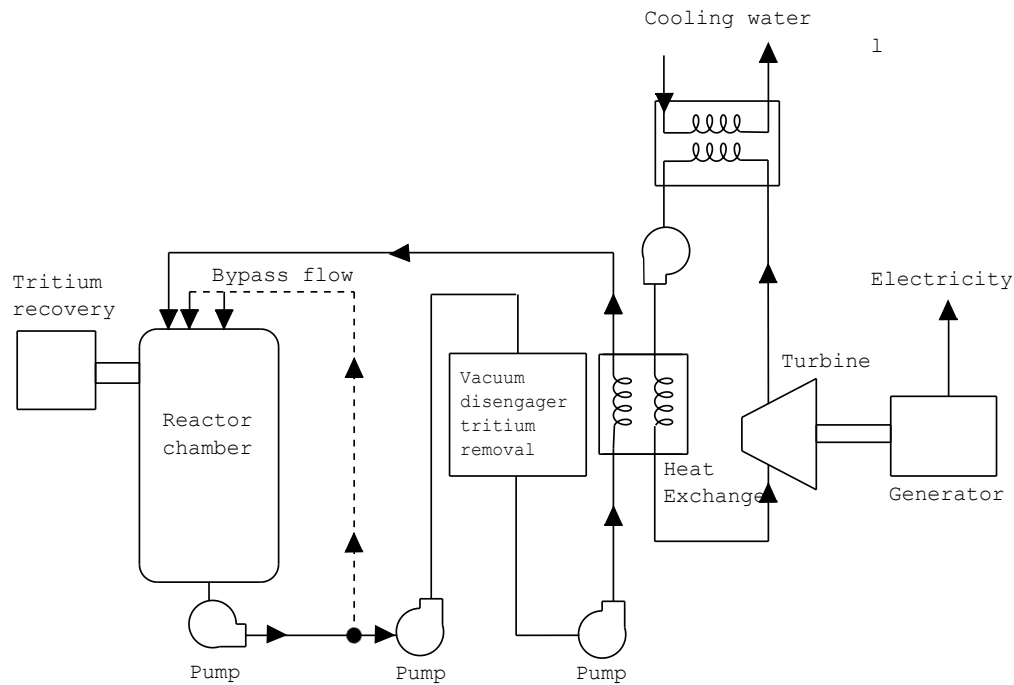 Cooling water
l
Tritium
recovery
Bypass flow
Electricity
Turbine
Vacuum
disengager
tritium
removal
Reactor
chamber
Heat
Exchange
Generator
Pump
Pump
Pump